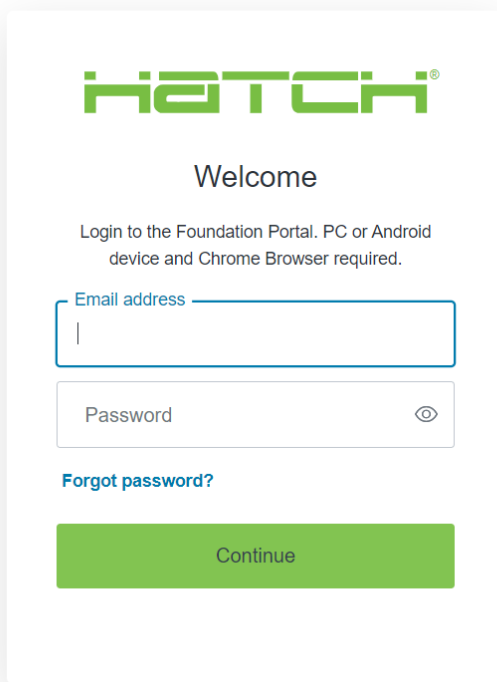 HATCH®
Welcome
Login to the Foundation Portal. PC or Android
device and Chrome Browser required.
Email address
Password
Forgot password?
Continue